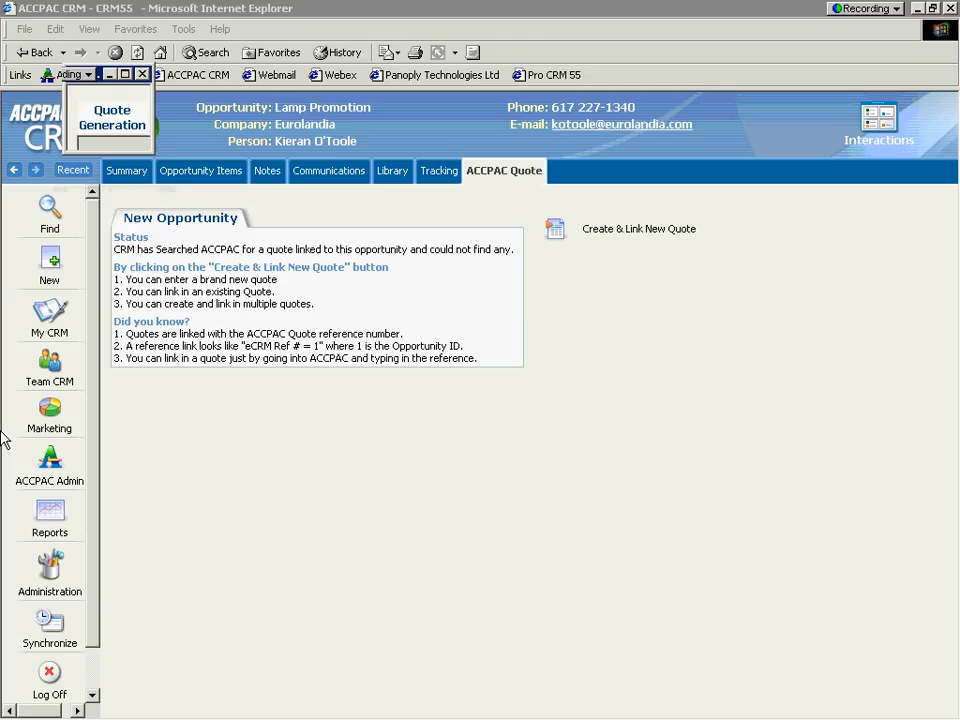 ACCPAC CRM - CRM55 - Microsoft Internet Explorer
Recording
File Edit View Favorites Tools Help
Back Search Favorites History
Links ACCPAC CRM Webmail Webex Panoply Technologies Ltd Pro CRM 55
Quote
Generation
Opportunity: Lamp Promotion
Company: Eurolandia
Person: Kieran O'Toole
Phone: 617 227-1340
E-mail: kotoole@eurolandia.com
Interactions
Recent Summary Opportunity Items Notes Communications Library Tracking ACCPAC Quote
Find
New
My CRM
Team CRM
Marketing
ACCPAC Admin
Reports
Administration
Synchronize
Log Off
New Opportunity
Status
CRM has Searched ACCPAC for a quote linked to this opportunity and could not find any.
By clicking on the "Create & Link New Quote" button
1. You can enter a brand new quote
2. You can link in an existing Quote.
3. You can create and link in multiple quotes.
Did you know?
1. Quotes are linked with the ACCPAC Quote reference number.
2. A reference link looks like "eCRM Ref # = 1" where 1 is the Opportunity ID.
3. You can link in a quote just by going into ACCPAC and typing in the reference.
Create & Link New Quote